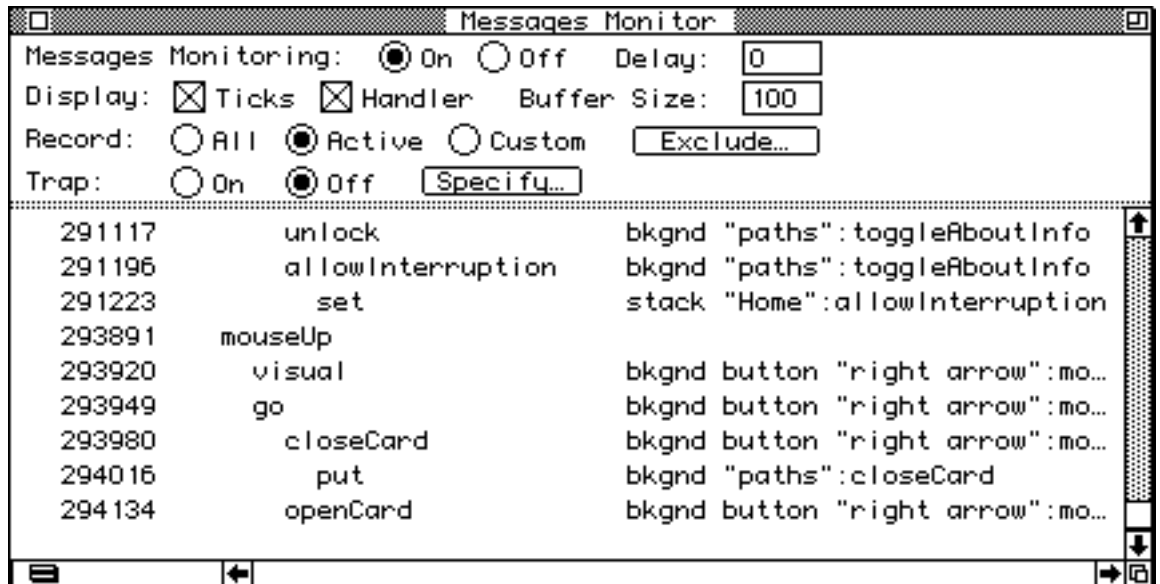 Messages Monitor
Messages Monitoring: On Off Delay: 0
Display: Ticks Handler Buffer Size: 100
Record: All Active Custom Exclude…
Trap: On Off Specify…
291117 unlock bkgnd "paths":toggleAboutInfo
291196 allowInterruption bkgnd "paths":toggleAboutInfo
291223 set stack "Home":allowInterruption
293891 mouseUp
293920 visual bkgnd button "right arrow":mo…
293949 go bkgnd button "right arrow":mo…
293980 closeCard bkgnd button "right arrow":mo…
294016 put bkgnd "paths":closeCard
294134 openCard bkgnd button "right arrow":mo…